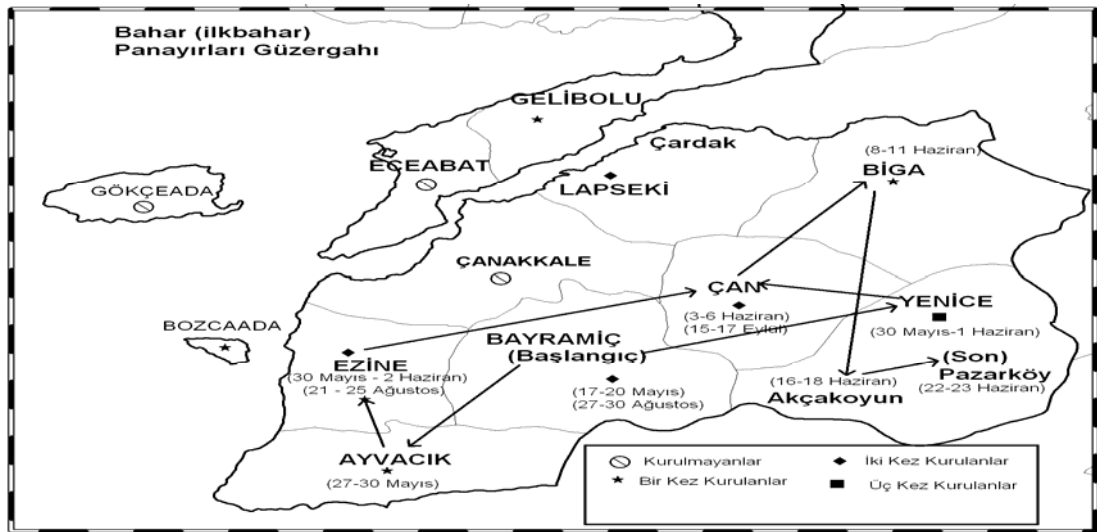 Bahar (ilkbahar)
Panayırları Güzergahı
GELİBOLU
Çardak
ECEABAT
LAPSEKİ
(8-11 Haziran)
BİGA
GÖKÇEADA
ÇANAKKALE
ÇAN
(3-6 Haziran)
(15-17 Eylül)
YENİCE
(30 Mayıs-1 Haziran)
BOZCAADA
BAYRAMİÇ
(Başlangıç)
(17-20 Mayıs)
(27-30 Ağustos)
EZİNE
(30 Mayıs - 2 Haziran)
(21 - 25 Ağustos)
(Son)
Pazarköy
(22-23 Haziran)
(16-18 Haziran)
Akçakoyun
AYVACIK
(27-30 Mayıs)
Kurulmayanlar
İki Kez Kurulanlar
Bir Kez Kurulanlar
Üç Kez Kurulanlar